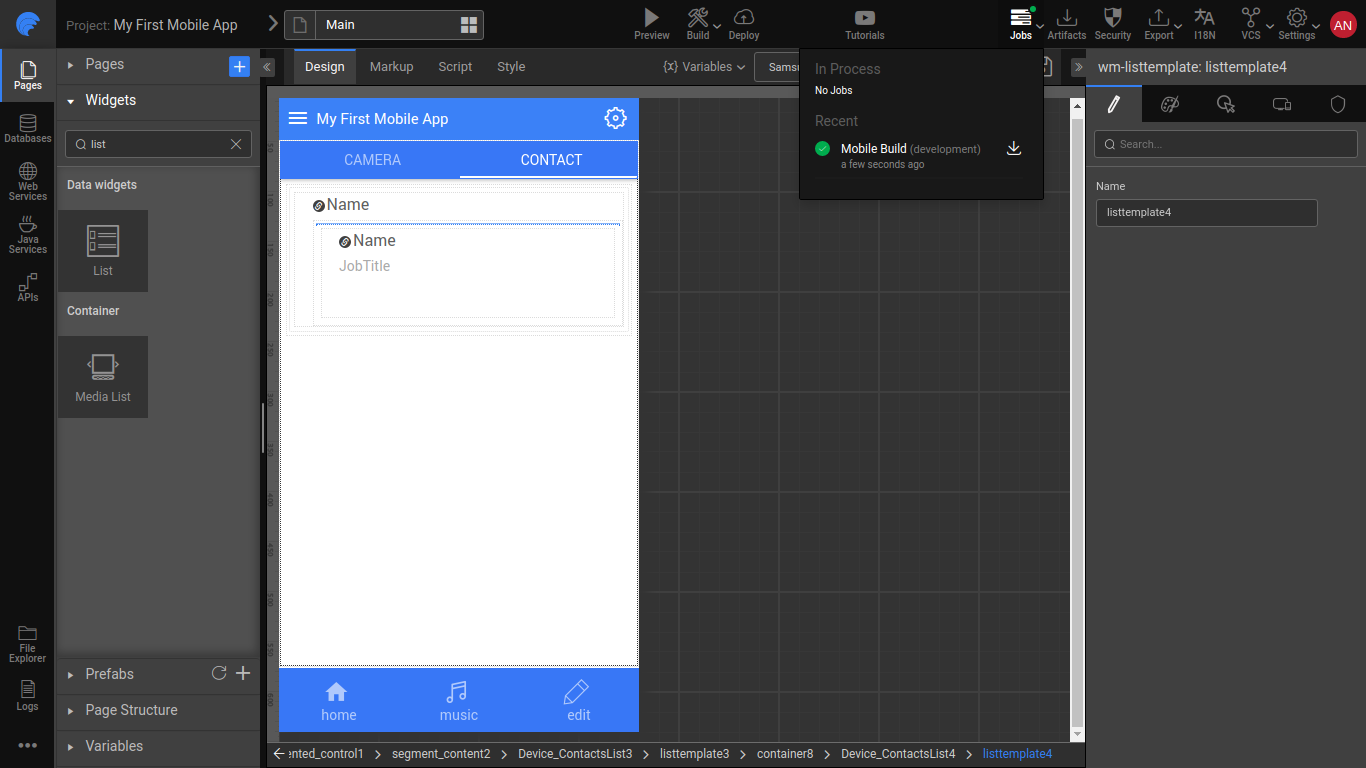 Project: My First Mobile App
Main
Preview
Build
Deploy
Tutorials
Jobs
Artifacts
Security
Export
I18N
VCS
Settings
AN
Pages
Databases
Web
Services
Java
Services
APIs
File
Explorer
Logs
Pages
Widgets
list
Data widgets
List
Container
Media List
Prefabs
Page Structure
Variables
Design
Markup
Script
Style
{x} Variables
Sams
In Process
No Jobs
Recent
Mobile Build (development)
a few seconds ago
My First Mobile App
CAMERA
CONTACT
Name
Name
JobTitle
home
music
edit
ented_control1 > segment_content2 > Device_ContactsList3 > listtemplate3 > container8 > Device_ContactsList4 > listtemplate4
wm-listtemplate: listtemplate4
Search...
Name
listtemplate4